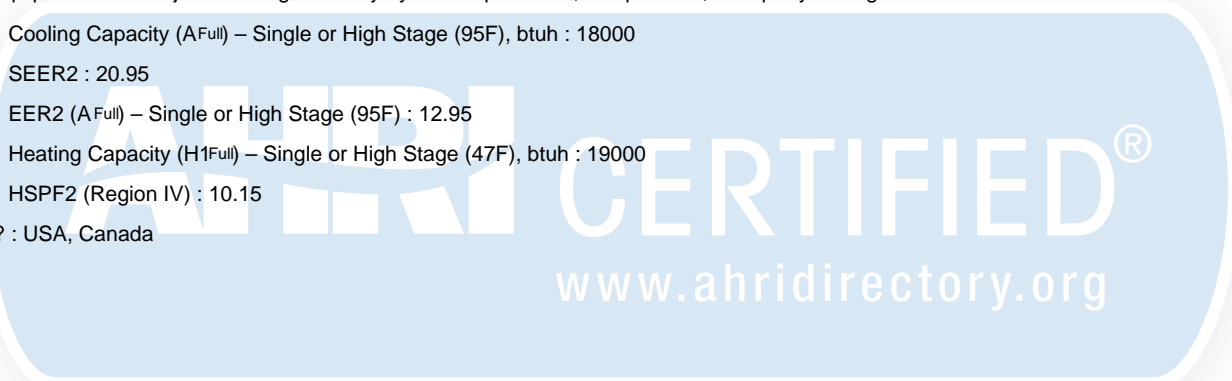 Cooling Capacity (AFull) – Single or High Stage (95F), btuh : 18000
SEER2 : 20.95
EER2 (AFull) – Single or High Stage (95F) : 12.95
Heating Capacity (H1Full) – Single or High Stage (47F), btuh : 19000
HSPF2 (Region IV) : 10.15
? : USA, Canada
AHRI CERTIFIED®
www.ahridirectory.org